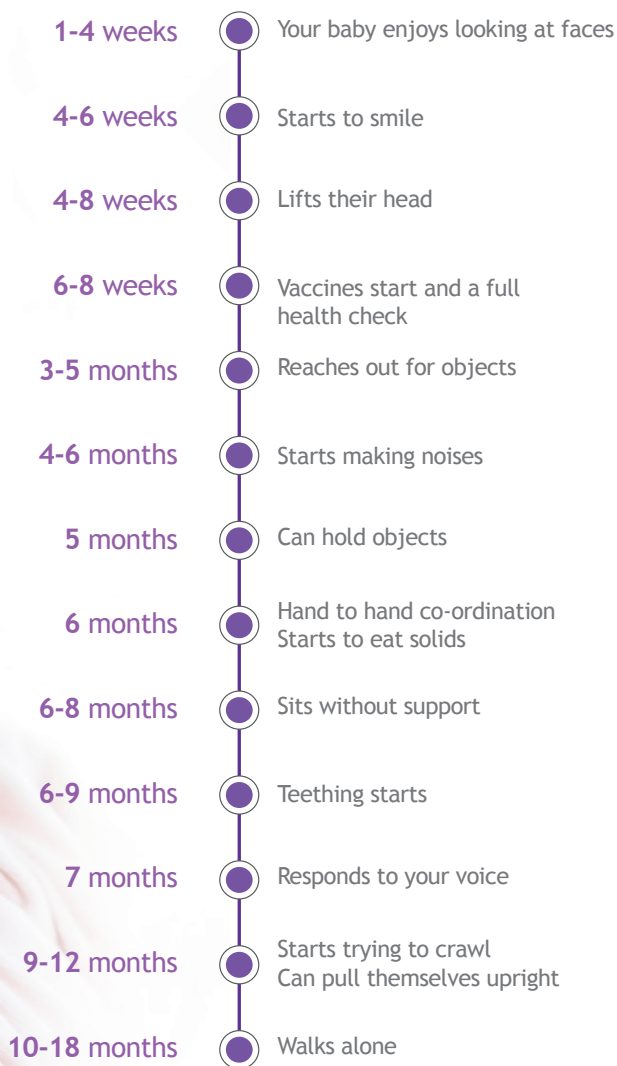 1-4 weeks Your baby enjoys looking at faces
4-6 weeks Starts to smile
4-8 weeks Lifts their head
6-8 weeks Vaccines start and a full
health check
3-5 months Reaches out for objects
4-6 months Starts making noises
5 months Can hold objects
6 months Hand to hand co-ordination
Starts to eat solids
6-8 months Sits without support
6-9 months Teething starts
7 months Responds to your voice
9-12 months Starts trying to crawl
Can pull themselves upright
10-18 months Walks alone